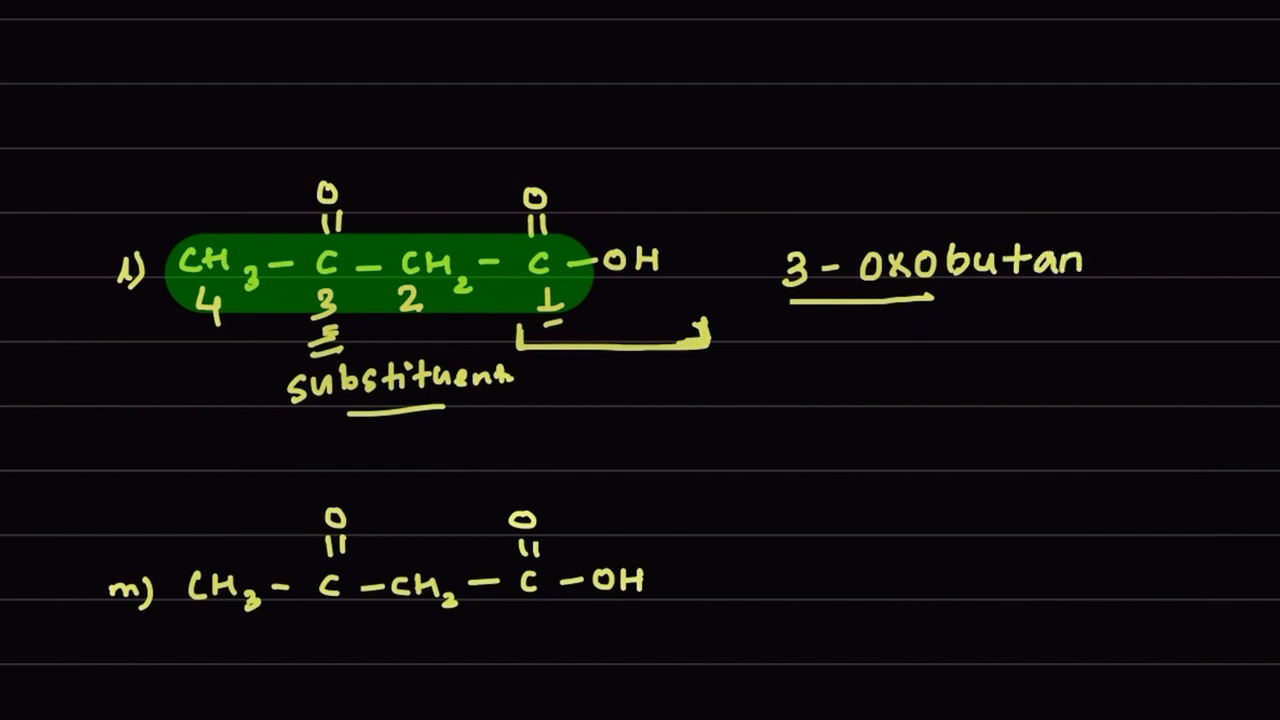 O O
|| ||
l) CH3 - C - CH2 - C - OH 3 - oxobutan
4 3 2 1
substituent
O O
|| ||
m) CH3 - C - CH2 - C - OH